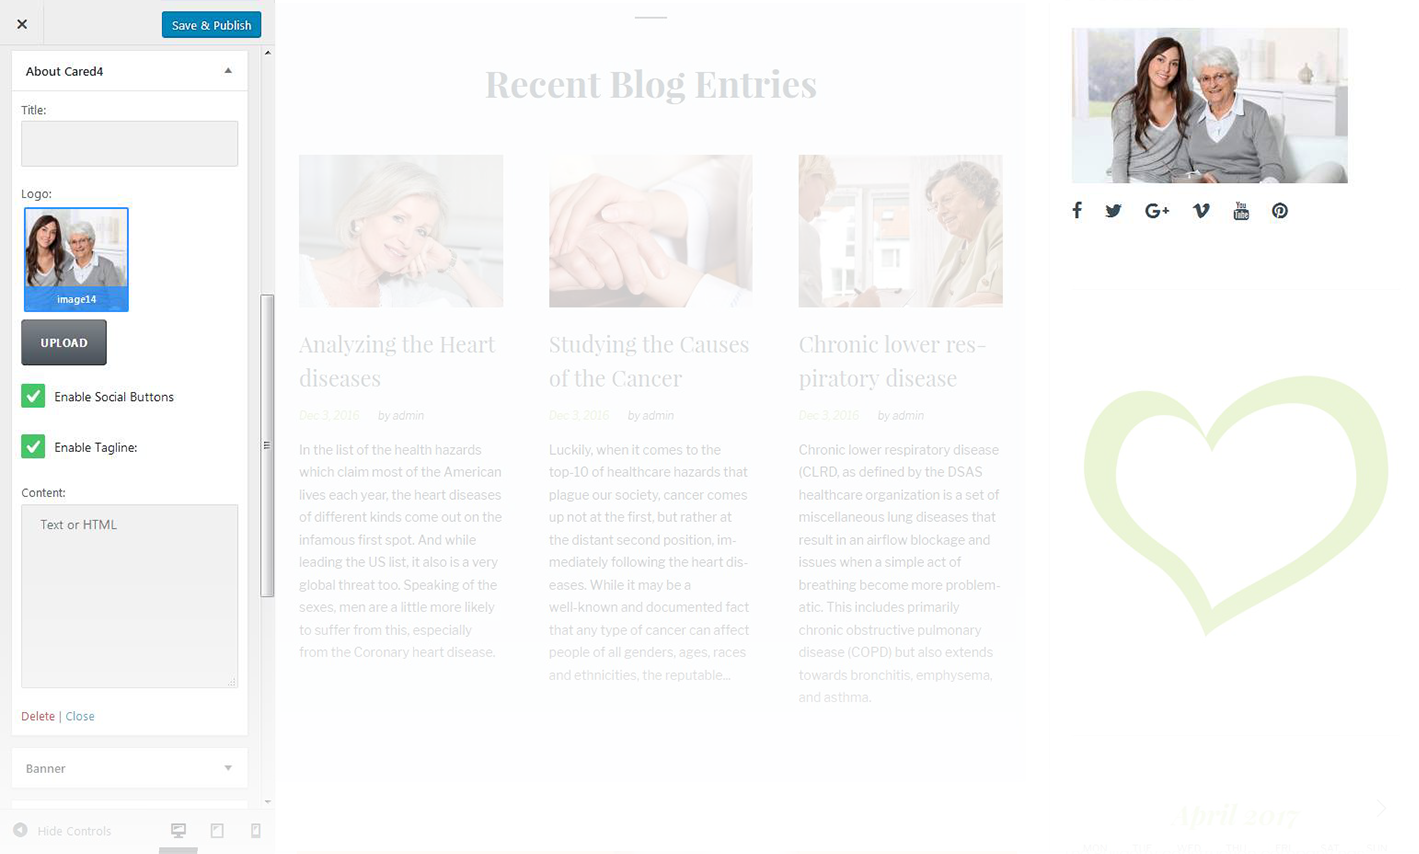 Save & Publish
About Cared4
Title:
Logo:
image14
UPLOAD
Enable Social Buttons
Enable Tagline:
Content:
Text or HTML
Delete | Close
Banner
Hide Controls
Recent Blog Entries
Analyzing the Heart
diseases
Dec 3, 2016 by admin
In the list of the health hazards
which claim most of the American
lives each year, the heart diseases
of different kinds come out on the
infamous first spot. And while
leading the US list, it also is a very
global threat too. Speaking of the
sexes, men are a little more likely
to suffer from this, especially
from the Coronary heart disease.
Studying the Causes
of the Cancer
Dec 3, 2016 by admin
Luckily, when it comes to the
top-10 of healthcare hazards that
plague our society, cancer comes
up not at the first, but rather at
the distant second position, im-
mediately following the heart dis-
eases. While it may be a
well-known and documented fact
that any type of cancer can affect
people of all genders, ages, races
and ethnicities, the reputable...
Chronic lower res-
piratory disease
Dec 3, 2016 by admin
Chronic lower respiratory disease
(CLRD, as defined by the DSAS
healthcare organization is a set of
miscellaneous lung diseases that
result in an airflow blockage and
issues when a simple act of
breathing become more problem-
atic. This includes primarily
chronic obstructive pulmonary
disease (COPD) but also extends
towards bronchitis, emphysema,
and asthma.
You
Tube
April 2017